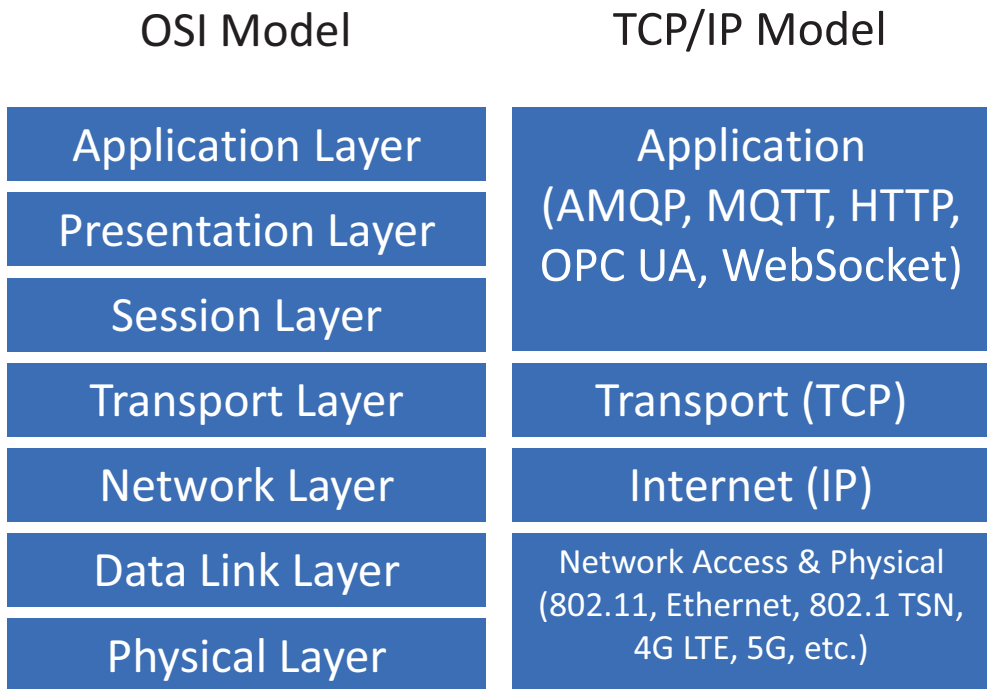 OSI Model
Application Layer
Presentation Layer
Session Layer
Transport Layer
Network Layer
Data Link Layer
Physical Layer
TCP/IP Model
Application
(AMQP, MQTT, HTTP,
OPC UA, WebSocket)
Transport (TCP)
Internet (IP)
Network Access & Physical
(802.11, Ethernet, 802.1 TSN,
4G LTE, 5G, etc.)